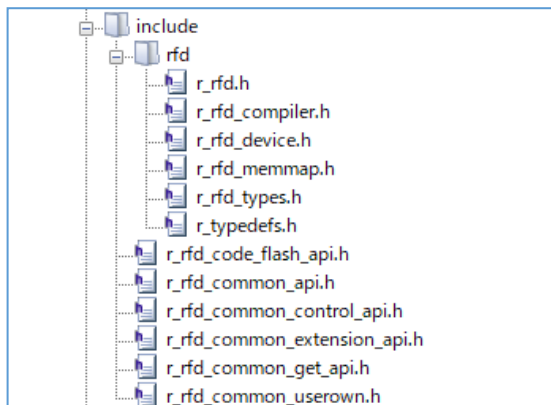 include
rfd
r_rfd.h
r_rfd_compiler.h
r_rfd_device.h
r_rfd_memmap.h
r_rfd_types.h
r_typedefs.h
r_rfd_code_flash_api.h
r_rfd_common_api.h
r_rfd_common_control_api.h
r_rfd_common_extension_api.h
r_rfd_common_get_api.h
r_rfd_common_userown.h